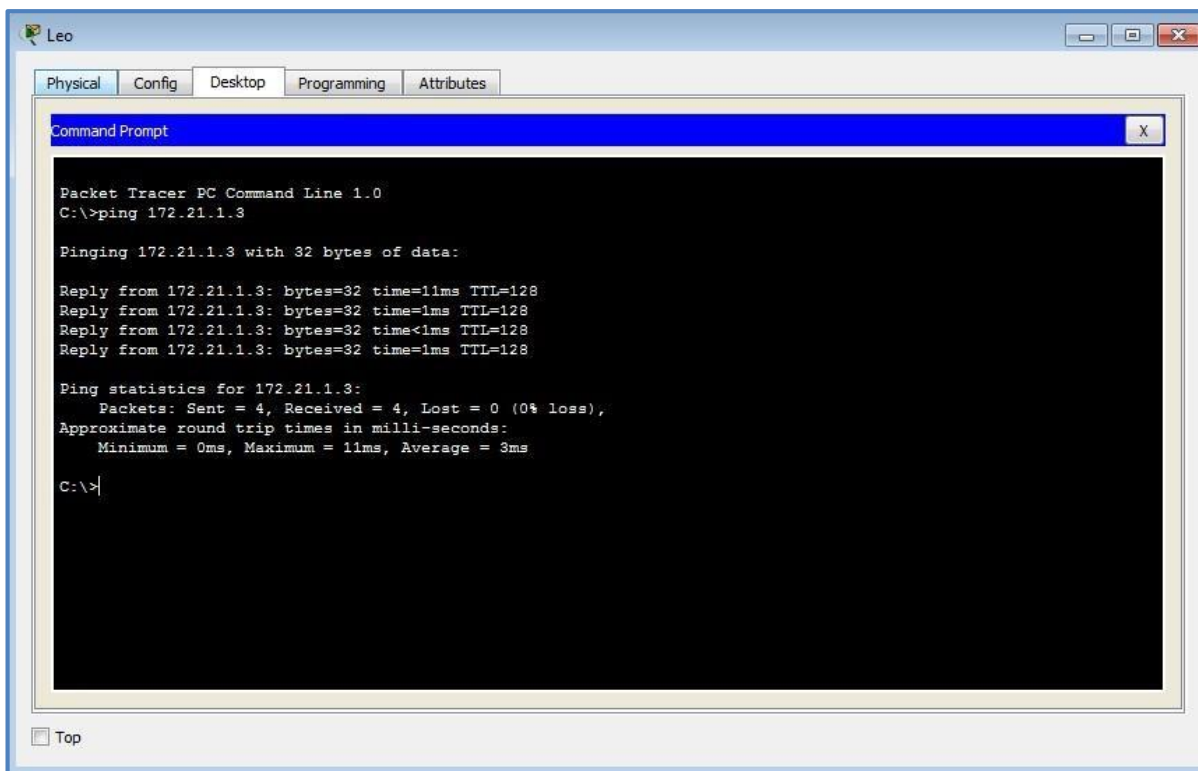 Leo
Physical Config Desktop Programming Attributes
Command Prompt X
Packet Tracer PC Command Line 1.0
C:\>ping 172.21.1.3
Pinging 172.21.1.3 with 32 bytes of data:
Reply from 172.21.1.3: bytes=32 time=11ms TTL=128
Reply from 172.21.1.3: bytes=32 time=1ms TTL=128
Reply from 172.21.1.3: bytes=32 time<1ms TTL=128
Reply from 172.21.1.3: bytes=32 time=1ms TTL=128
Ping statistics for 172.21.1.3:
Packets: Sent = 4, Received = 4, Lost = 0 (0% loss),
Approximate round trip times in milli-seconds:
Minimum = 0ms, Maximum = 11ms, Average = 3ms
C:\>
Top